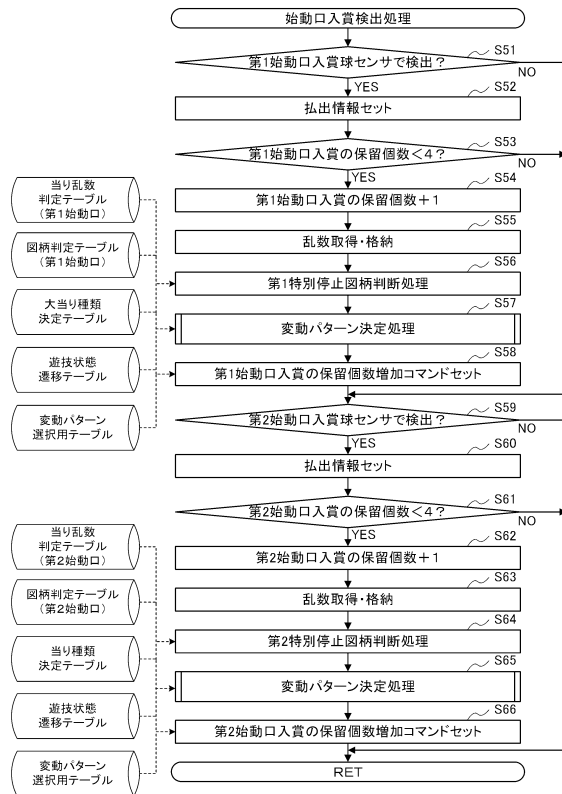 始動口入賞検出処理
S51
第1始動口入賞球センサで検出?
NO
YES
S52
払出情報セット
S53
第1始動口入賞の保留個数<4?
NO
YES
S54
第1始動口入賞の保留個数+1
S55
乱数取得・格納
S56
第1特別停止図柄判断処理
S57
変動パターン決定処理
S58
第1始動口入賞の保留個数増加コマンドセット
当り乱数
判定テーブル
(第1始動口)
図柄判定テーブル
(第1始動口)
大当り種類
決定テーブル
遊技状態
遷移テーブル
変動パターン
選択用テーブル
S59
第2始動口入賞球センサで検出?
NO
YES
S60
払出情報セット
S61
第2始動口入賞の保留個数<4?
NO
YES
S62
第2始動口入賞の保留個数+1
S63
乱数取得・格納
S64
第2特別停止図柄判断処理
S65
変動パターン決定処理
S66
第2始動口入賞の保留個数増加コマンドセット
当り乱数
判定テーブル
(第2始動口)
図柄判定テーブル
(第2始動口)
当り種類
決定テーブル
遊技状態
遷移テーブル
変動パターン
選択用テーブル
RET